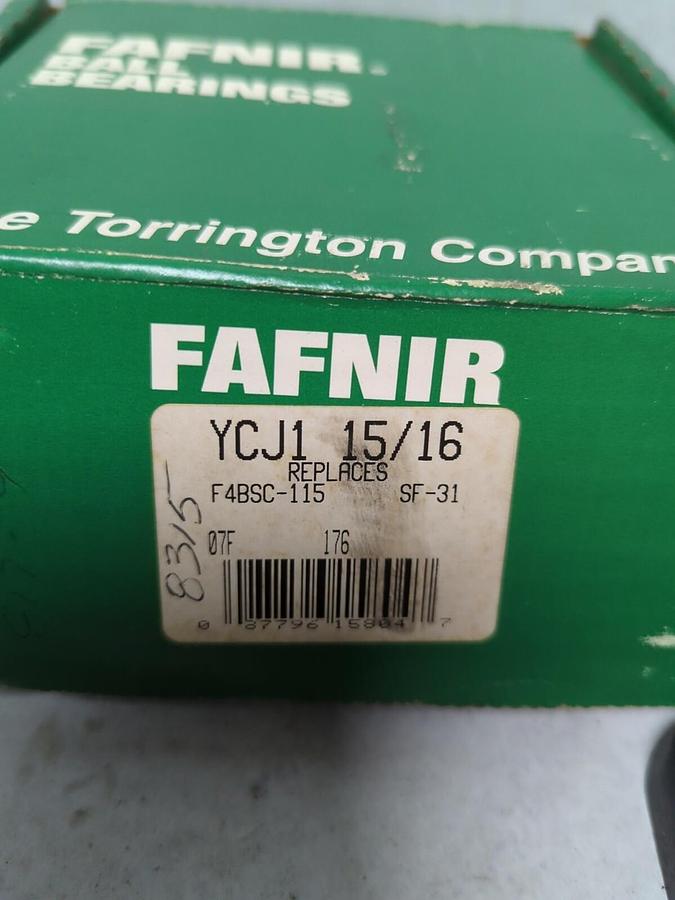 FAFNIR®
BALL
BEARINGS
e Torrington Compan
FAFNIR
YCJ1 15/16
REPLACES
F4BSC-115 SF-31
07F 176
0 87796 15804 7
8315